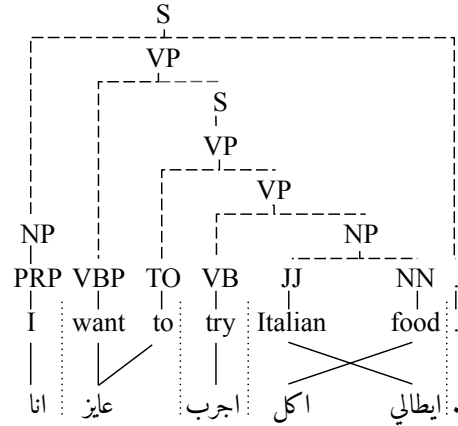 S
VP
S
VP
VP
NP NP
PRP VBP TO VB JJ NN .
I want to try Italian food .
انا عايز اجرب اكل ايطالي